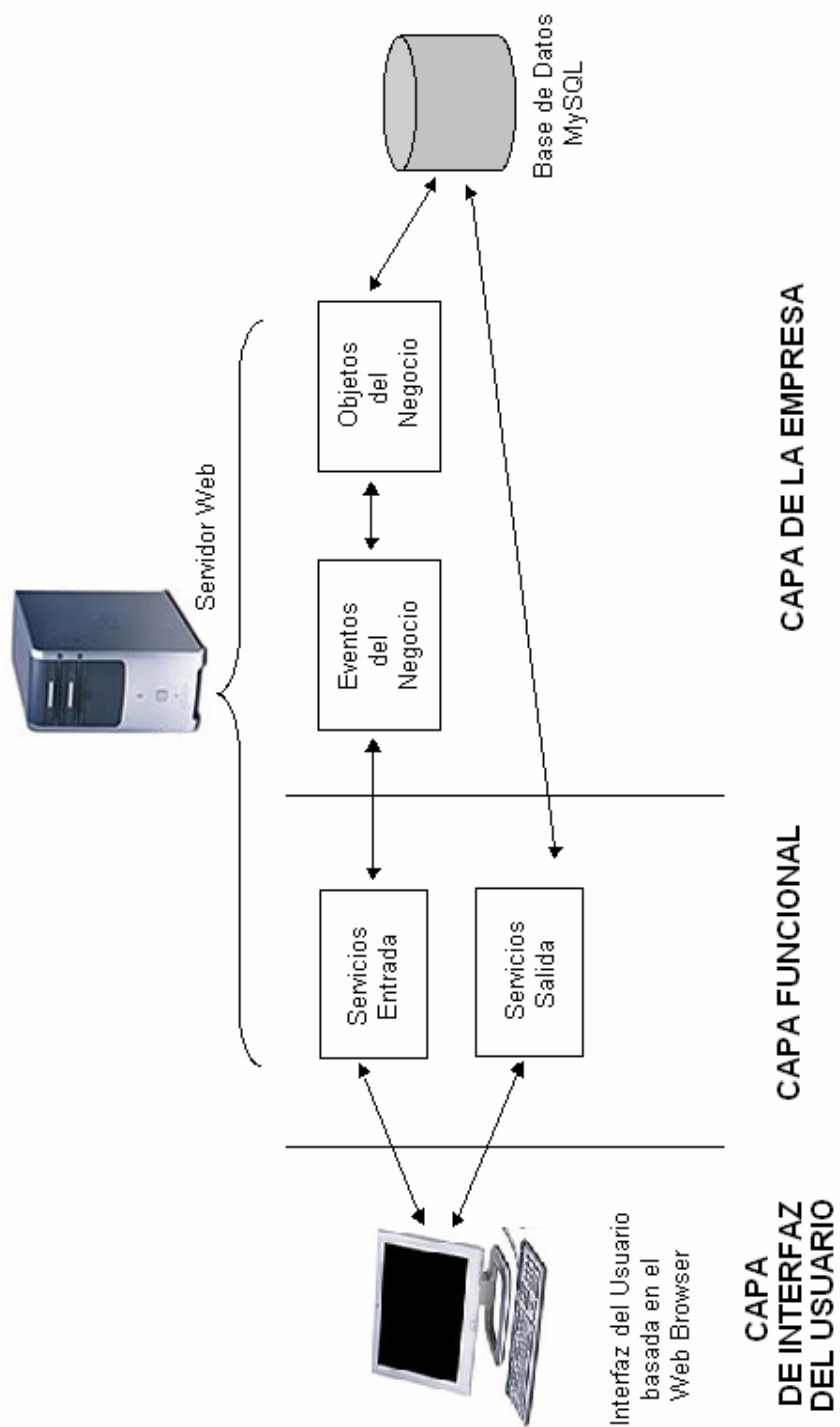 Servidor Web
Servicios
Entrada
Eventos
del
Negocio
Objetos
del
Negocio
Servicios
Salida
Base de Datos
MySQL
Interfaz del Usuario
basada en el
Web Browser
CAPA
DE INTERFAZ
DEL USUARIO
CAPA FUNCIONAL
CAPA DE LA EMPRESA